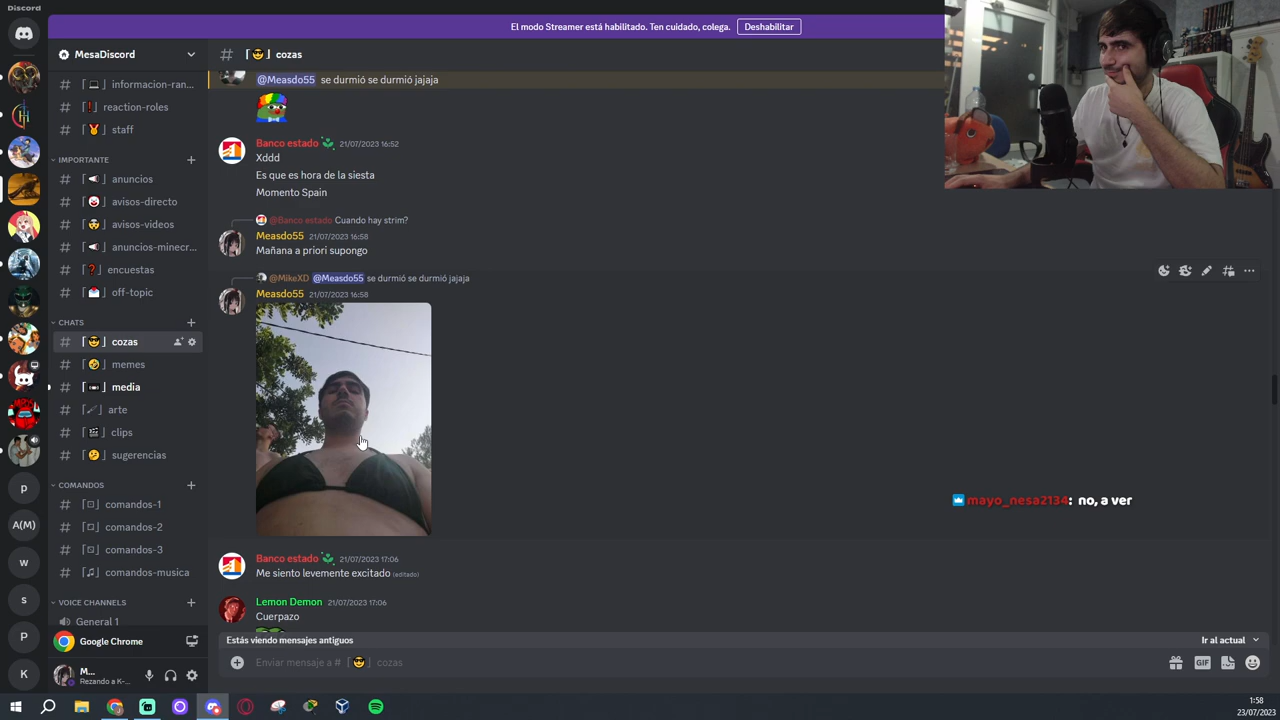 Discord
El modo Streamer está habilitado. Ten cuidado, colega.
Deshabilitar
MesaDiscord
informacion-ran...
reaction-roles
staff
IMPORTANTE
anuncios
avisos-directo
avisos-videos
anuncios-minecr...
encuestas
off-topic
CHATS
cozas
memes
media
arte
clips
sugerencias
COMANDOS
comandos-1
comandos-2
comandos-3
comandos-musica
VOICE CHANNELS
General 1
Google Chrome
M...
Rezando a K-...
p
A(M)
w
s
P
K
# 「😎」 cozas
@Measdo55 se durmió se durmió jajaja
Banco estado 21/07/2023 16:52
Xddd
Es que es hora de la siesta
Momento Spain
@Banco estado Cuando hay strim?
Measdo55 21/07/2023 16:58
Mañana a priori supongo
@MikeXD @Measdo55 se durmió se durmió jajaja
Measdo55 21/07/2023 16:58
Banco estado 21/07/2023 17:06
Me siento levemente excitado (editado)
Lemon Demon 21/07/2023 17:06
Cuerpazo
Estás viendo mensajes antiguos
Ir al actual
Enviar mensaje a # 「😎」 cozas
GIF
mayo_nesa2134: no, a ver
1:58
23/07/2023